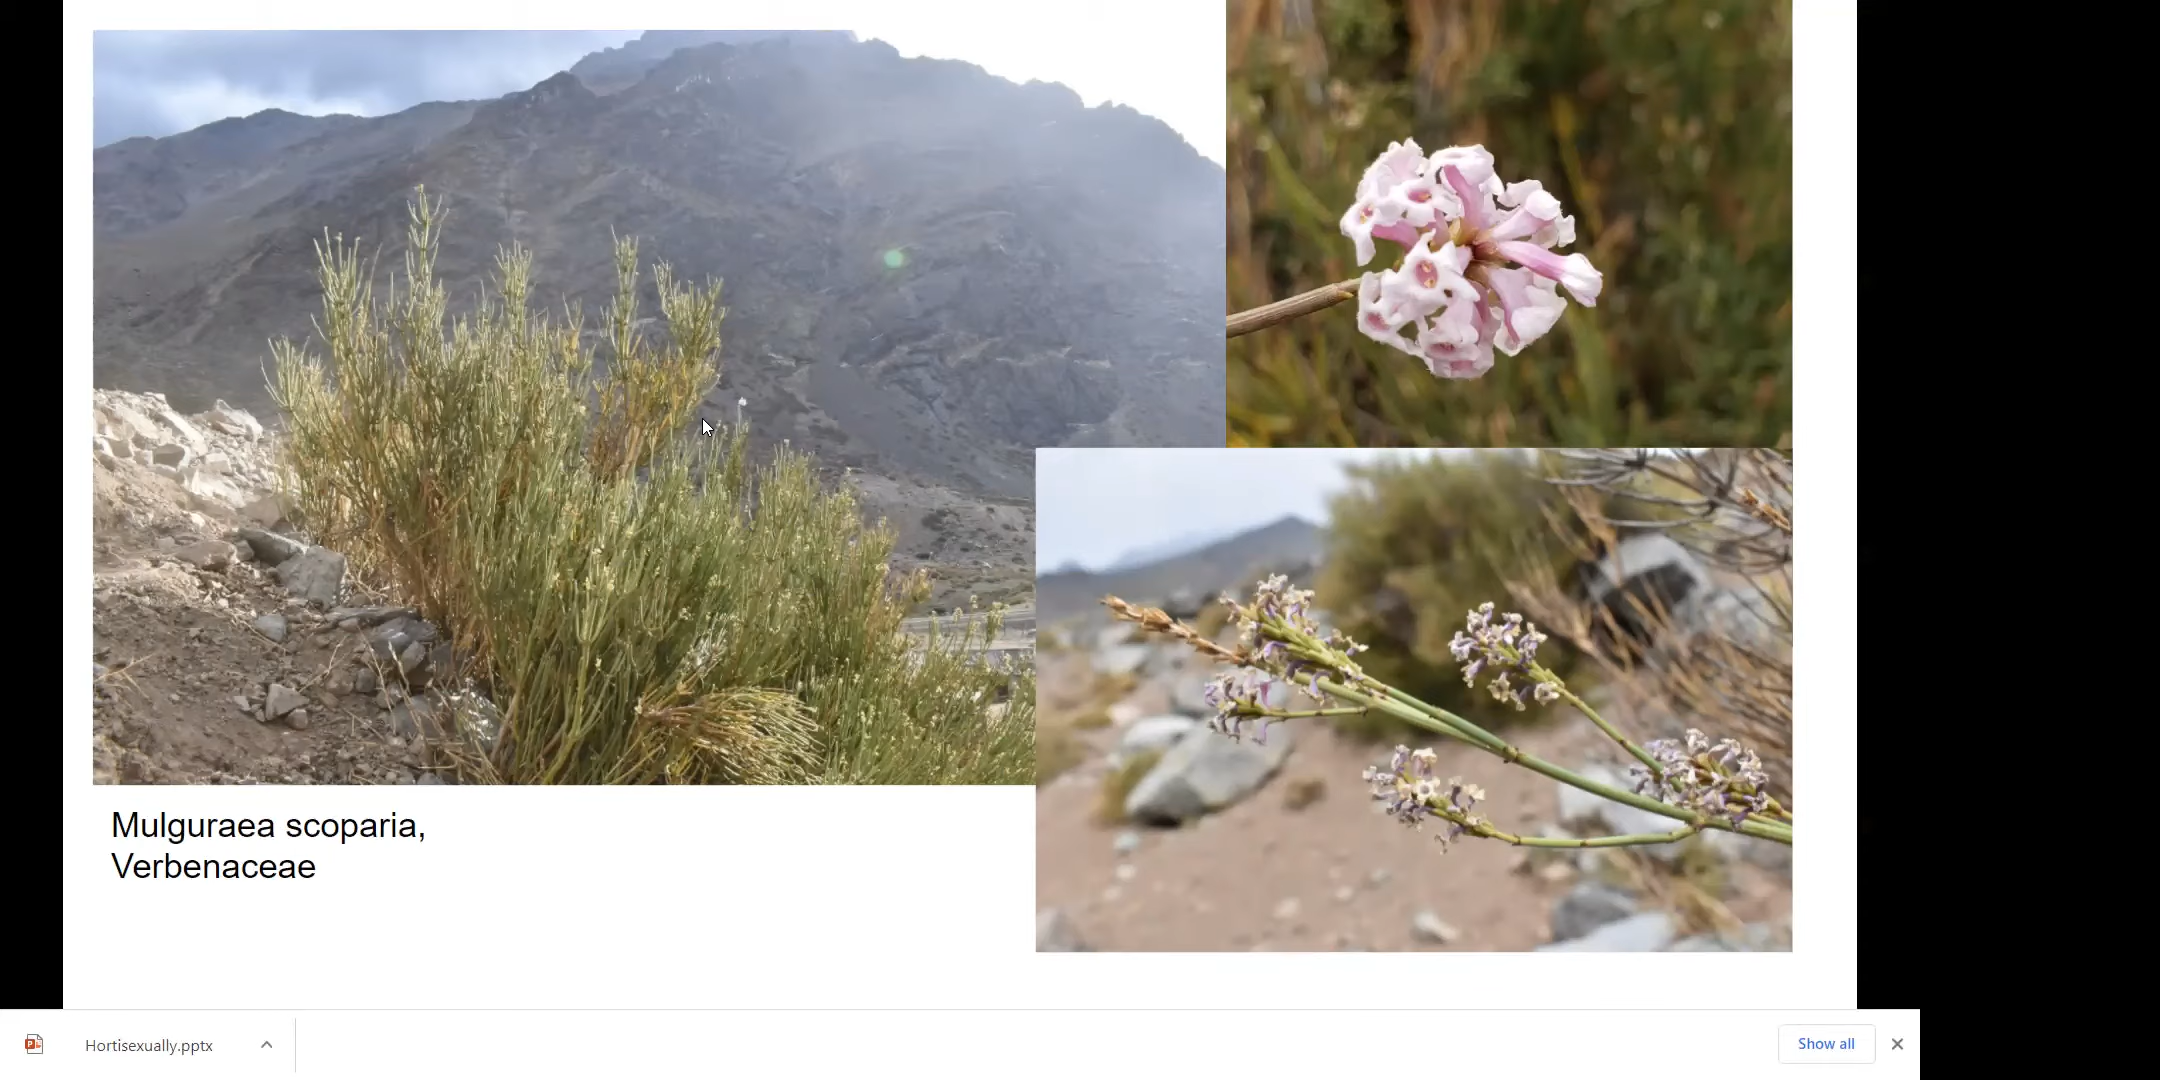 Mulguraea scoparia,
Verbenaceae
Hortisexually.pptx
Show all